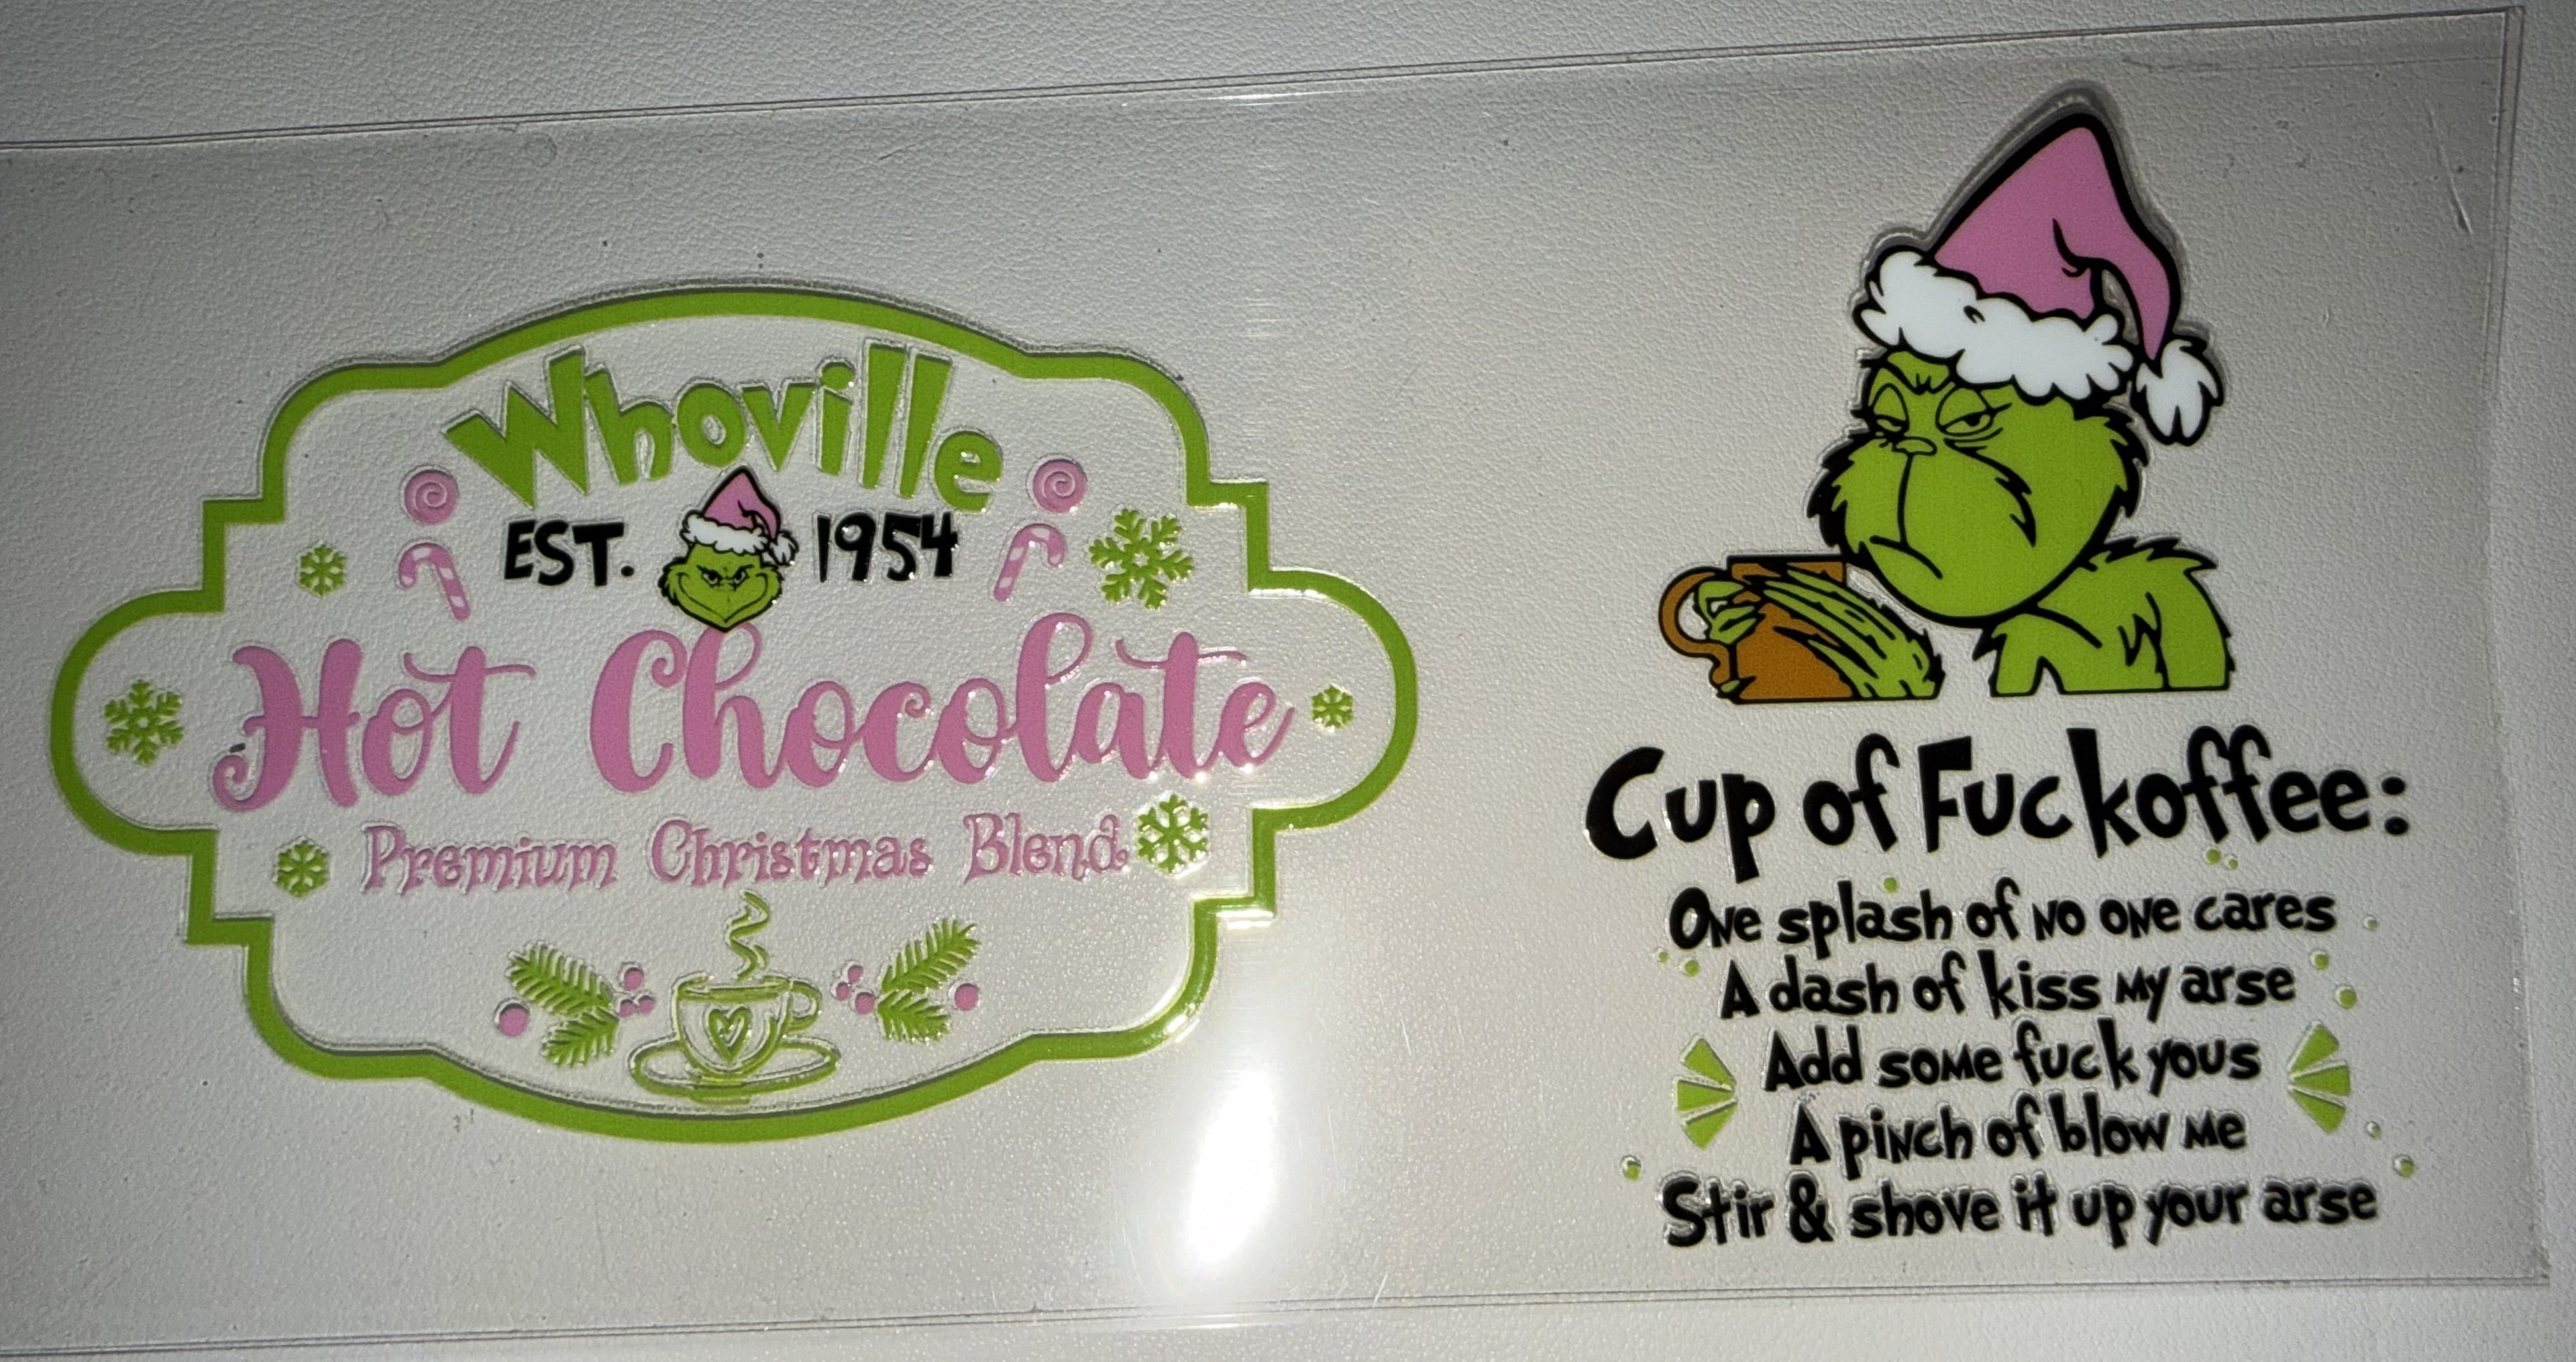 Whoville
EST. 1954
Hot Chocolate
Premium Christmas Blend
Cup of Fuckoffee:
One splash of no one cares
A dash of kiss my arse
Add some fuck yous
A pinch of blow me
Stir & shove it up your arse